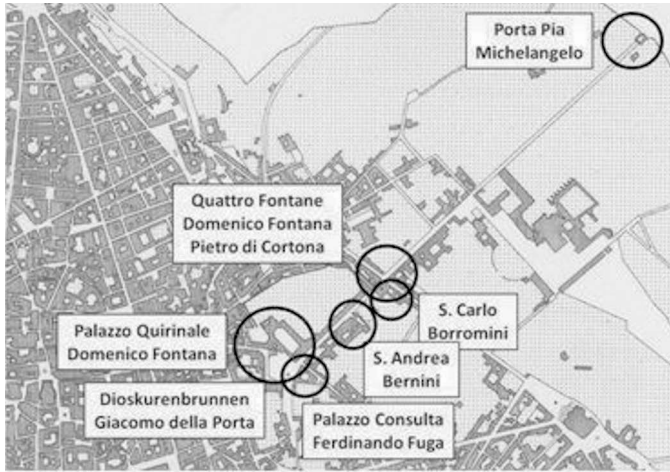 Porta Pia
Michelangelo
Quattro Fontane
Domenico Fontana
Pietro di Cortona
S. Carlo
Borromini
Palazzo Quirinale
Domenico Fontana
S. Andrea
Bernini
Dioskurenbrunnen
Giacomo della Porta
Palazzo Consulta
Ferdinando Fuga